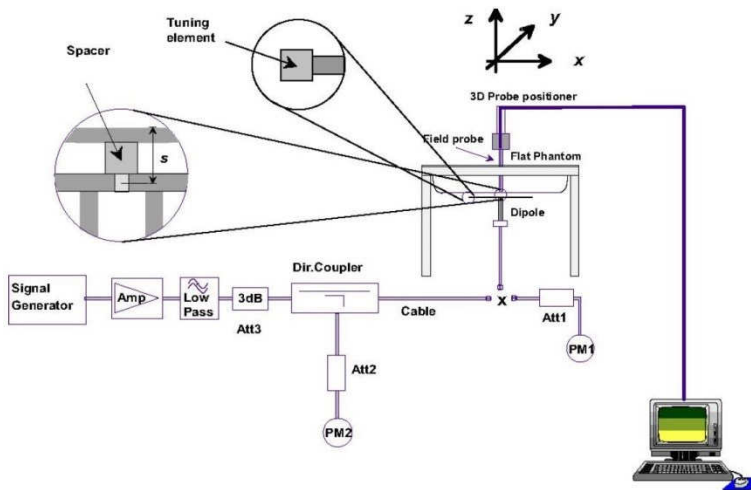 Tuning
element
Spacer
s
z
y
x
3D Probe positioner
Field probe
Flat Phantom
Dipole
Signal
Generator
Amp
Low
Pass
3dB
Att3
Dir.Coupler
Cable
x
Att1
PM1
Att2
PM2